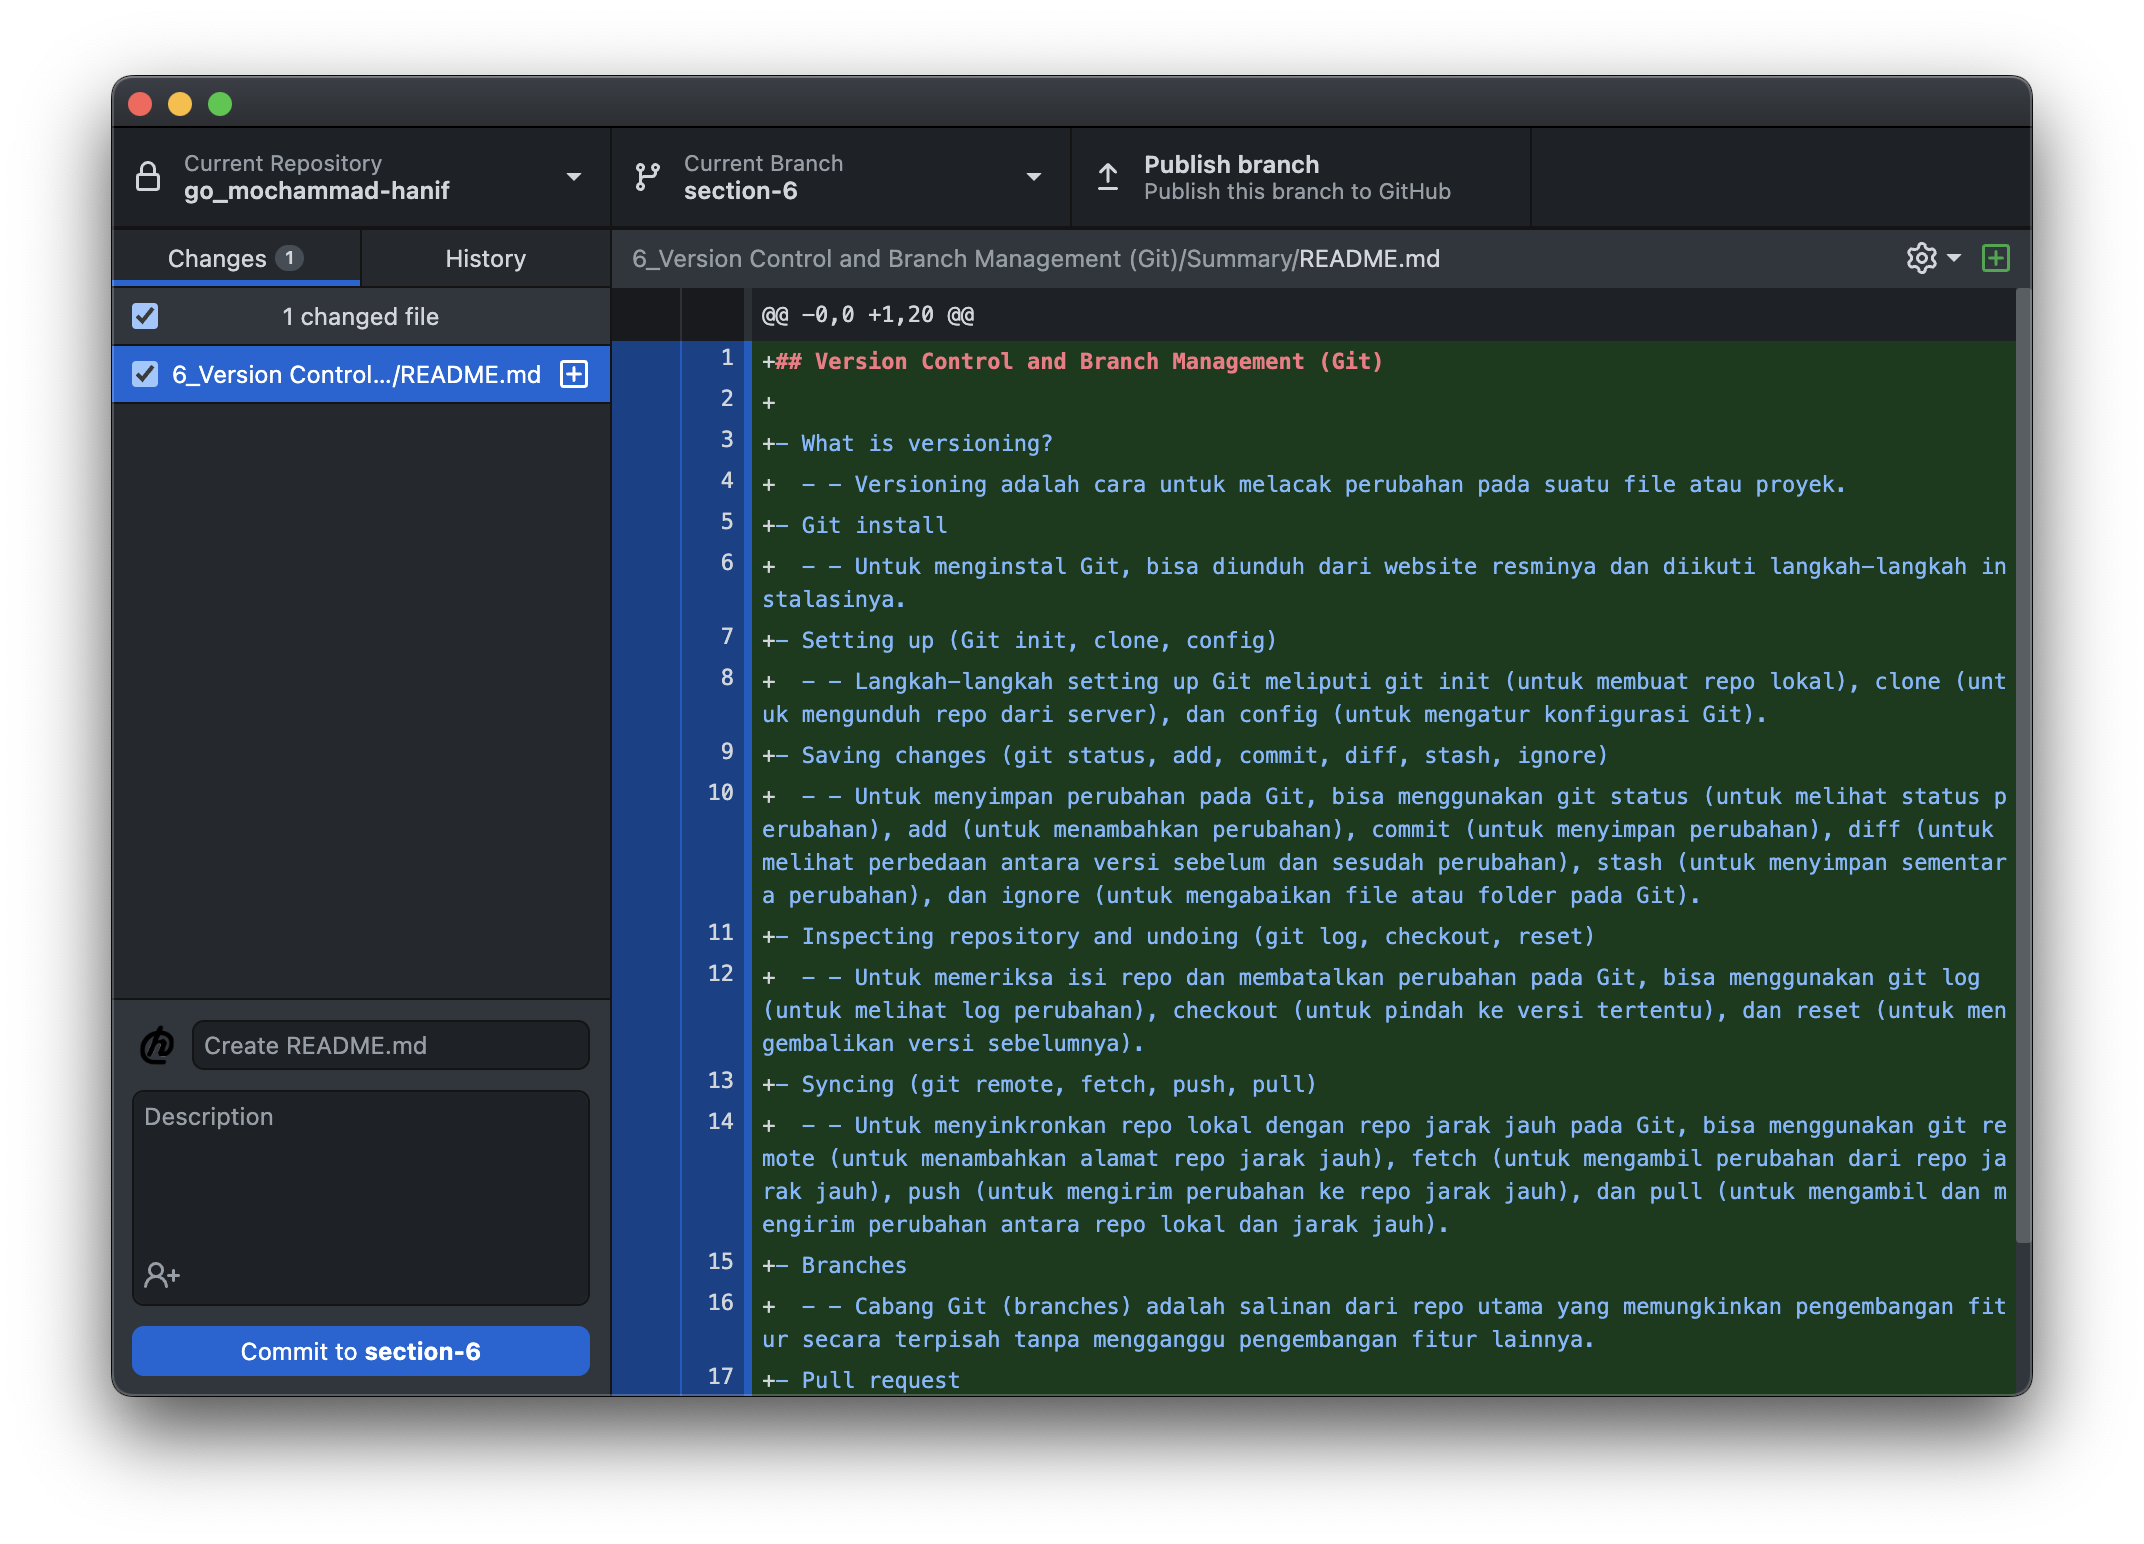 Current Repository
go_mochammad-hanif
Current Branch
section-6
Publish branch
Publish this branch to GitHub
Changes 1
History
1 changed file
6_Version Control.../README.md
6_Version Control and Branch Management (Git)/Summary/README.md
@@ -0,0 +1,20 @@
1 +## Version Control and Branch Management (Git)
2 +
3 +- What is versioning?
4 +  - - Versioning adalah cara untuk melacak perubahan pada suatu file atau proyek.
5 +- Git install
6 +  - - Untuk menginstal Git, bisa diunduh dari website resminya dan diikuti langkah-langkah in
stalasinya.
7 +- Setting up (Git init, clone, config)
8 +  - - Langkah-langkah setting up Git meliputi git init (untuk membuat repo lokal), clone (unt
uk mengunduh repo dari server), dan config (untuk mengatur konfigurasi Git).
9 +- Saving changes (git status, add, commit, diff, stash, ignore)
10 +  - - Untuk menyimpan perubahan pada Git, bisa menggunakan git status (untuk melihat status p
erubahan), add (untuk menambahkan perubahan), commit (untuk menyimpan perubahan), diff (untuk
melihat perbedaan antara versi sebelum dan sesudah perubahan), stash (untuk menyimpan sementar
a perubahan), dan ignore (untuk mengabaikan file atau folder pada Git).
11 +- Inspecting repository and undoing (git log, checkout, reset)
12 +  - - Untuk memeriksa isi repo dan membatalkan perubahan pada Git, bisa menggunakan git log
(untuk melihat log perubahan), checkout (untuk pindah ke versi tertentu), dan reset (untuk men
gembalikan versi sebelumnya).
13 +- Syncing (git remote, fetch, push, pull)
14 +  - - Untuk menyinkronkan repo lokal dengan repo jarak jauh pada Git, bisa menggunakan git re
mote (untuk menambahkan alamat repo jarak jauh), fetch (untuk mengambil perubahan dari repo ja
rak jauh), push (untuk mengirim perubahan ke repo jarak jauh), dan pull (untuk mengambil dan m
engirim perubahan antara repo lokal dan jarak jauh).
15 +- Branches
16 +  - - Cabang Git (branches) adalah salinan dari repo utama yang memungkinkan pengembangan fit
ur secara terpisah tanpa mengganggu pengembangan fitur lainnya.
17 +- Pull request
Create README.md
Description
Commit to section-6